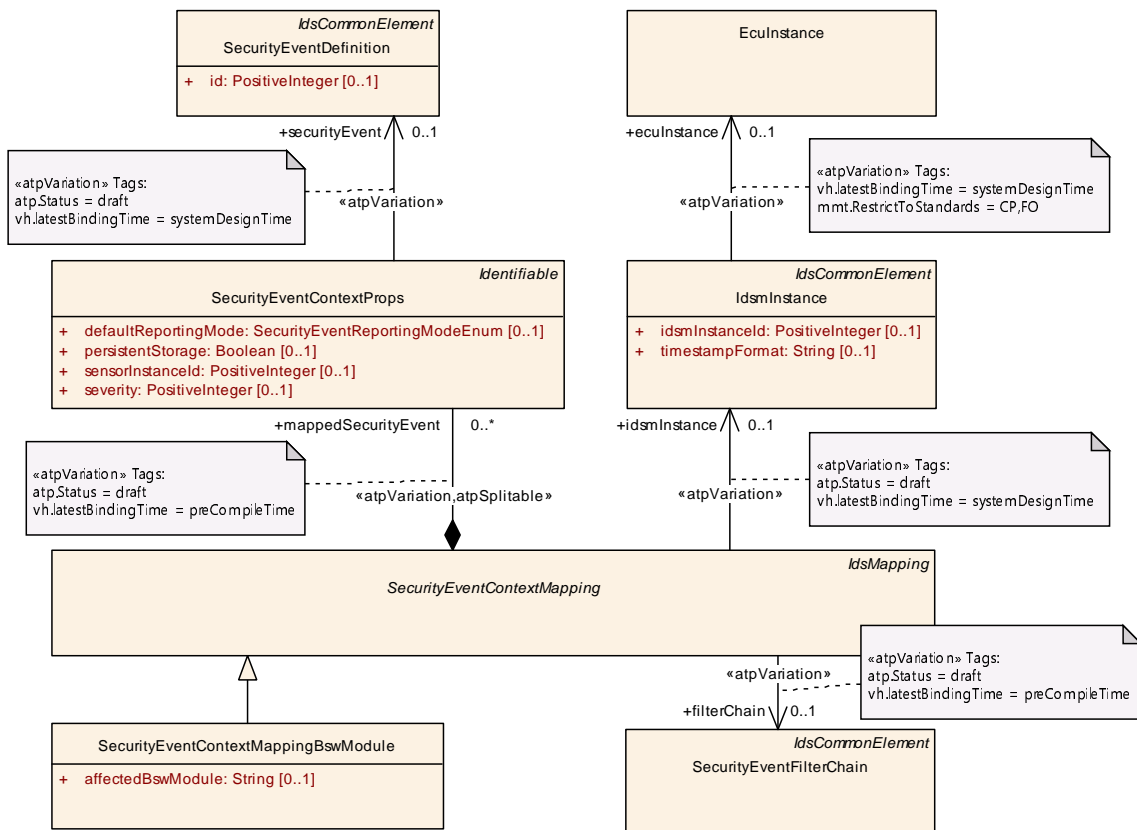 IdsCommonElement
SecurityEventDefinition
+ id: PositiveInteger [0..1]
EcuInstance
+securityEvent 0..1
+ecuInstance 0..1
«atpVariation» Tags:
atp.Status = draft
vh.latestBindingTime = systemDesignTime
«atpVariation»
«atpVariation» Tags:
vh.latestBindingTime = systemDesignTime
mmt.RestrictToStandards = CP,FO
«atpVariation»
Identifiable
SecurityEventContextProps
+ defaultReportingMode: SecurityEventReportingModeEnum [0..1]
+ persistentStorage: Boolean [0..1]
+ sensorInstanceId: PositiveInteger [0..1]
+ severity: PositiveInteger [0..1]
IdsCommonElement
IdsmInstance
+ idsmInstanceId: PositiveInteger [0..1]
+ timestampFormat: String [0..1]
+mappedSecurityEvent 0..*
+idsmInstance 0..1
«atpVariation» Tags:
atp.Status = draft
vh.latestBindingTime = preCompileTime
«atpVariation,atpSplitable»
«atpVariation» Tags:
atp.Status = draft
vh.latestBindingTime = systemDesignTime
«atpVariation»
IdsMapping
SecurityEventContextMapping
«atpVariation» Tags:
atp.Status = draft
vh.latestBindingTime = preCompileTime
«atpVariation»
+filterChain 0..1
SecurityEventContextMappingBswModule
+ affectedBswModule: String [0..1]
IdsCommonElement
SecurityEventFilterChain